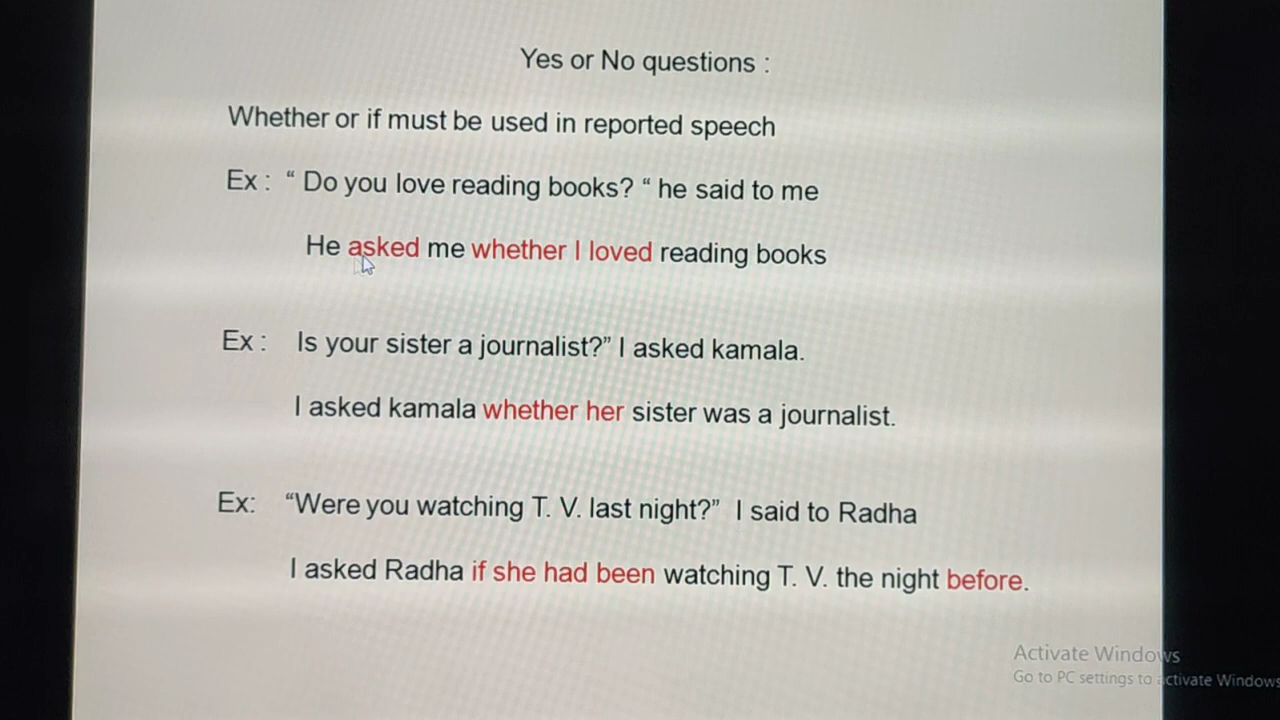 Yes or No questions :
Whether or if must be used in reported speech
Ex : “ Do you love reading books? “ he said to me
He asked me whether I loved reading books
Ex : Is your sister a journalist?” I asked kamala.
I asked kamala whether her sister was a journalist.
Ex: “Were you watching T. V. last night?” I said to Radha
I asked Radha if she had been watching T. V. the night before.
Activate Windows
Go to PC settings to activate Windows